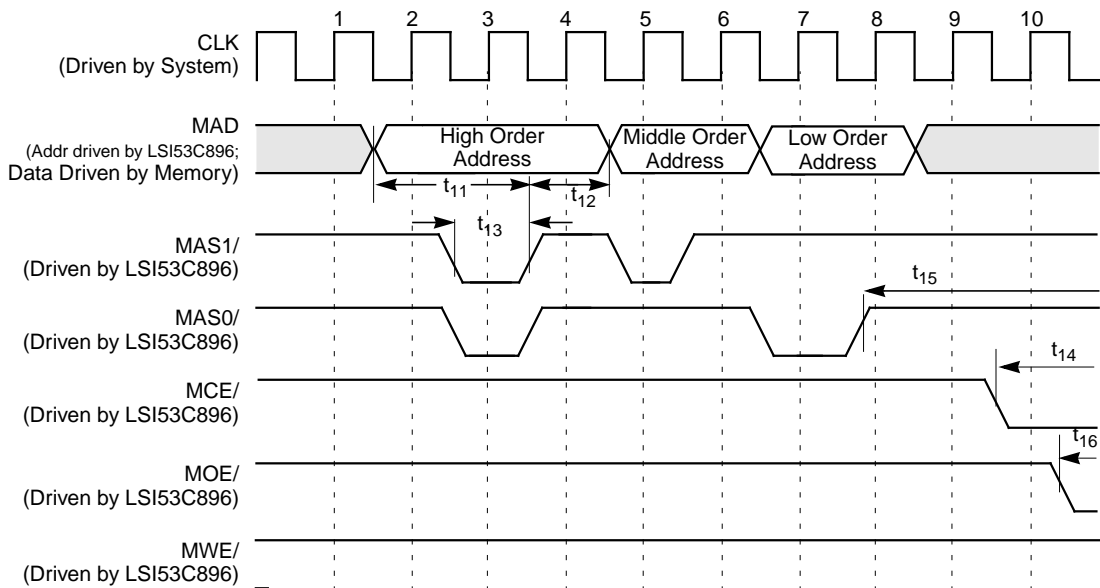 1 2 3 4 5 6 7 8 9 10
CLK
(Driven by System)
MAD
(Addr driven by LSI53C896;
Data Driven by Memory)
High Order
Address
Middle Order
Address
Low Order
Address
t11
t12
t13
MAS1/
(Driven by LSI53C896)
t15
MAS0/
(Driven by LSI53C896)
t14
MCE/
(Driven by LSI53C896)
t16
MOE/
(Driven by LSI53C896)
MWE/
(Driven by LSI53C896)